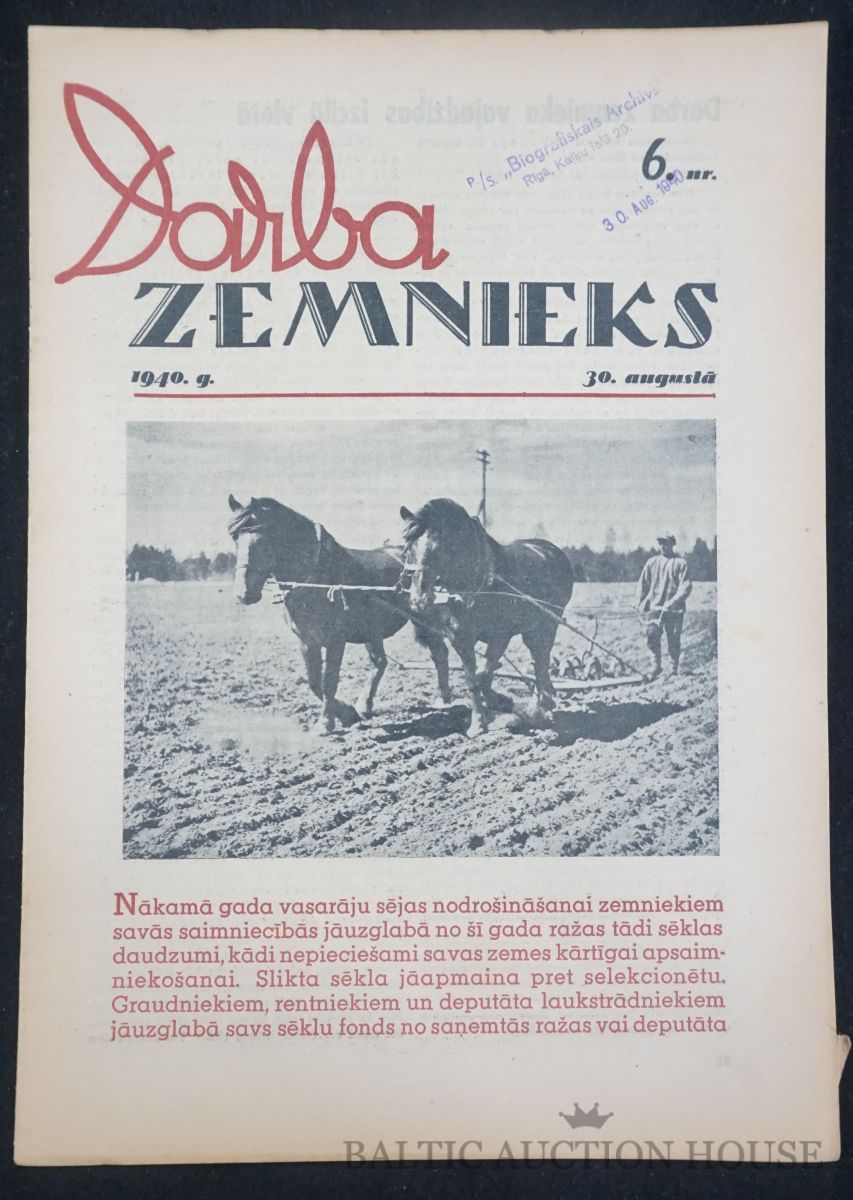 P./S. „Biografiskais Archivs
Rīgā, Kaļķu ielā 25.
30. AUG. 1940
6. nr.
Darba
ZEMNIEKS
1940. g.
30. augustā
Nākamā gada vasarāju sējas nodrošināšanai zemniekiem
savās saimniecībās jāuzglabā no šī gada ražas tādi sēklas
daudzumi, kādi nepieciešami savas zemes kārtīgai apsaim-
niekošanai. Slikta sēkla jāapmaina pret selekcionētu.
Graudniekiem, rentniekiem un deputāta laukstrādniekiem
jāuzglabā savs sēklu fonds no saņemtās ražas vai deputāta
BALTIC AUCTION HOUSE